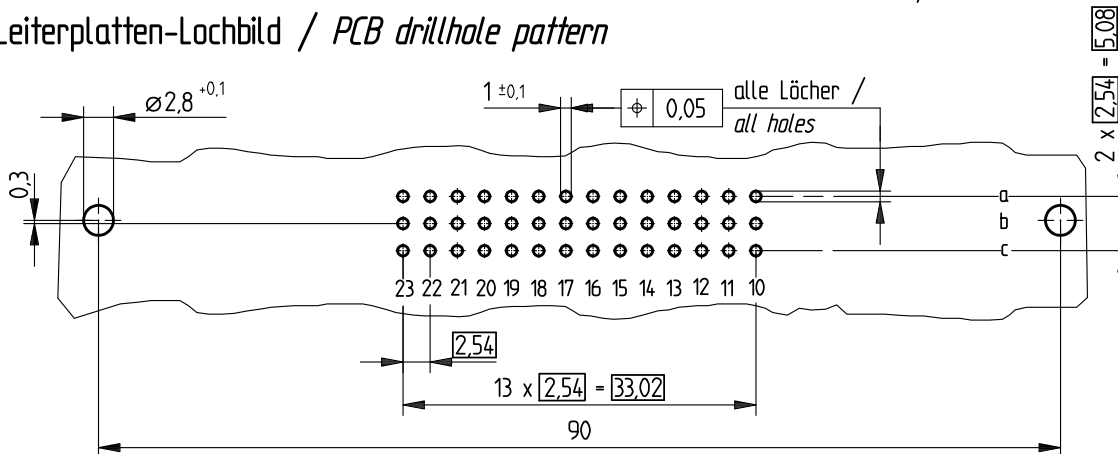 Leiterplatten-Lochbild / PCB drillhole pattern
2 x 2,54 = 5,08
⌀2,8 +0,1
1 ±0,1
⌖ 0,05
alle Löcher /
all holes
0,3
a
b
c
23 22 21 20 19 18 17 16 15 14 13 12 11 10
2,54
13 x 2,54 = 33,02
90